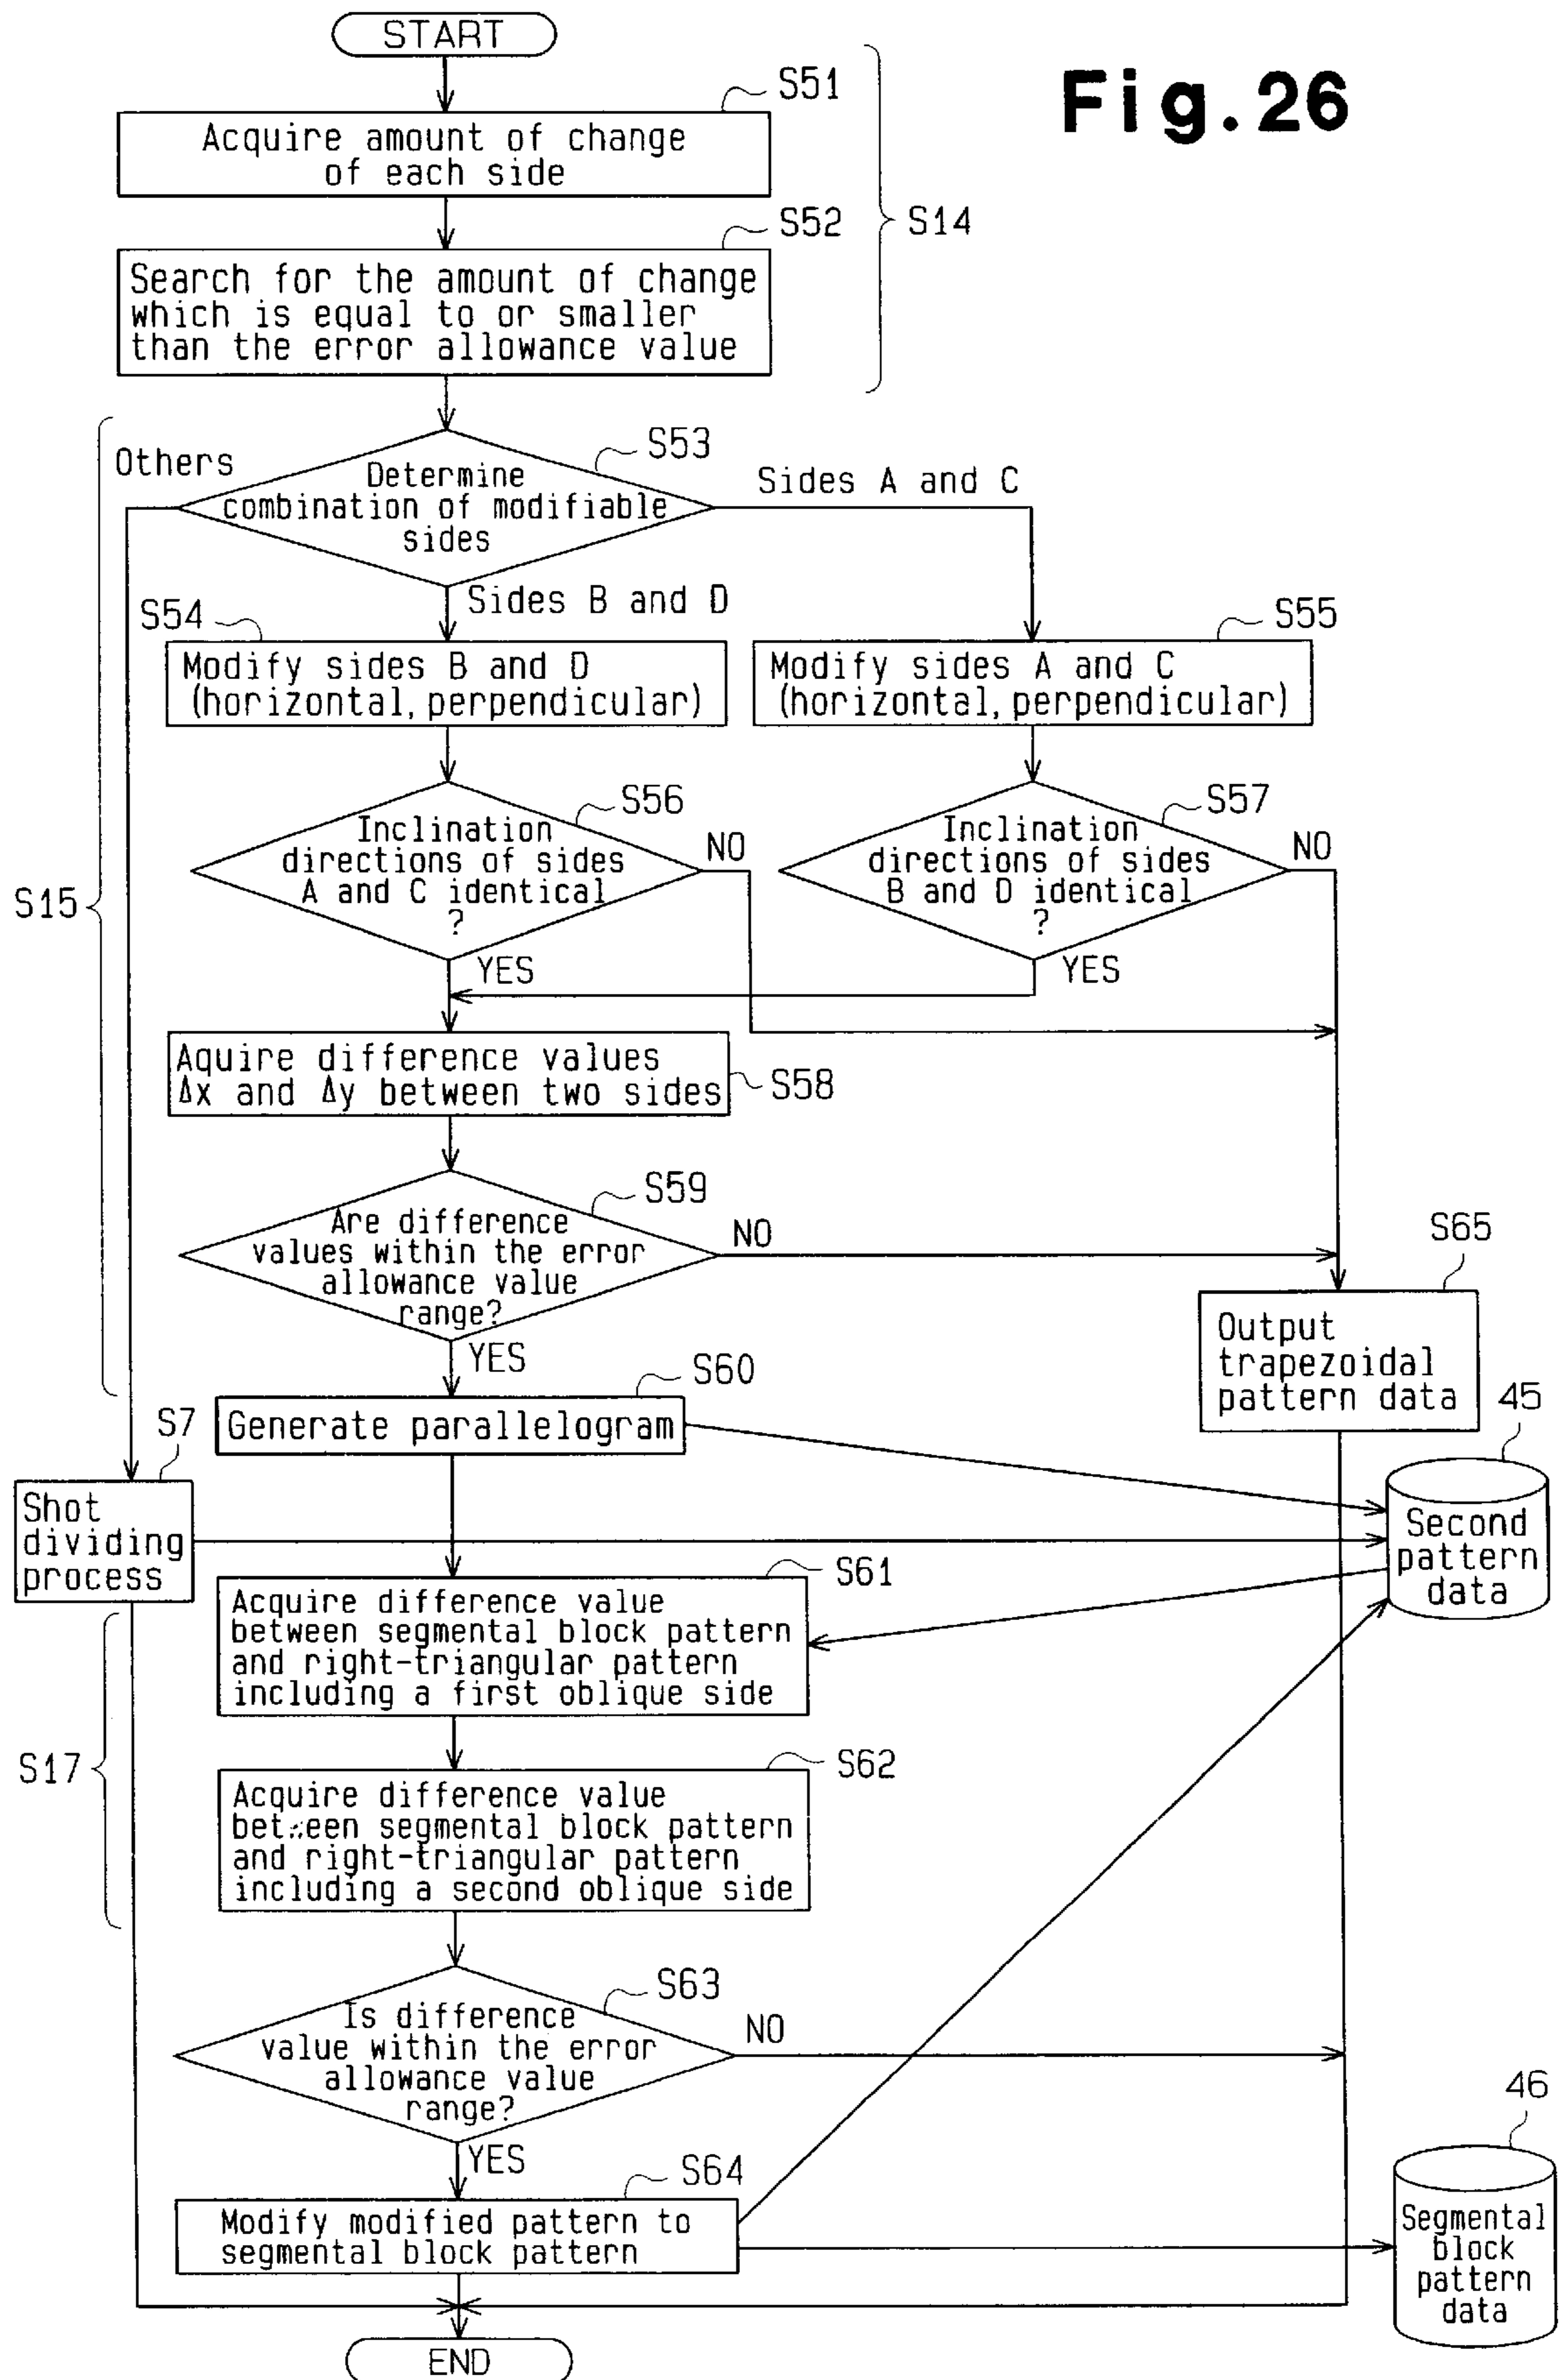 START
Fig.26
S51
Acquire amount of change
of each side
S52
S14
Search for the amount of change
which is equal to or smaller
than the error allowance value
S53
Others
Determine
combination of modifiable
sides
Sides A and C
Sides B and D
S54
Modify sides B and D
(horizontal, perpendicular)
S55
Modify sides A and C
(horizontal, perpendicular)
S56
Inclination
directions of sides
A and C identical
?
NO
S57
Inclination
directions of sides
B and D identical
?
NO
S15
YES
YES
Aquire difference values
Δx and Δy between two sides
S58
S59
Are difference
values within the error
allowance value
range?
NO
YES
S65
Output
trapezoidal
pattern data
S60
Generate parallelogram
S7
Shot
dividing
process
45
Second
pattern
data
S61
Acquire difference value
between segmental block pattern
and right-triangular pattern
including a first oblique side
S17
S62
Acquire difference value
between segmental block pattern
and right-triangular pattern
including a second oblique side
S63
Is difference
value within the error
allowance value
range?
NO
YES
S64
Modify modified pattern to
segmental block pattern
46
Segmental
block
pattern
data
END